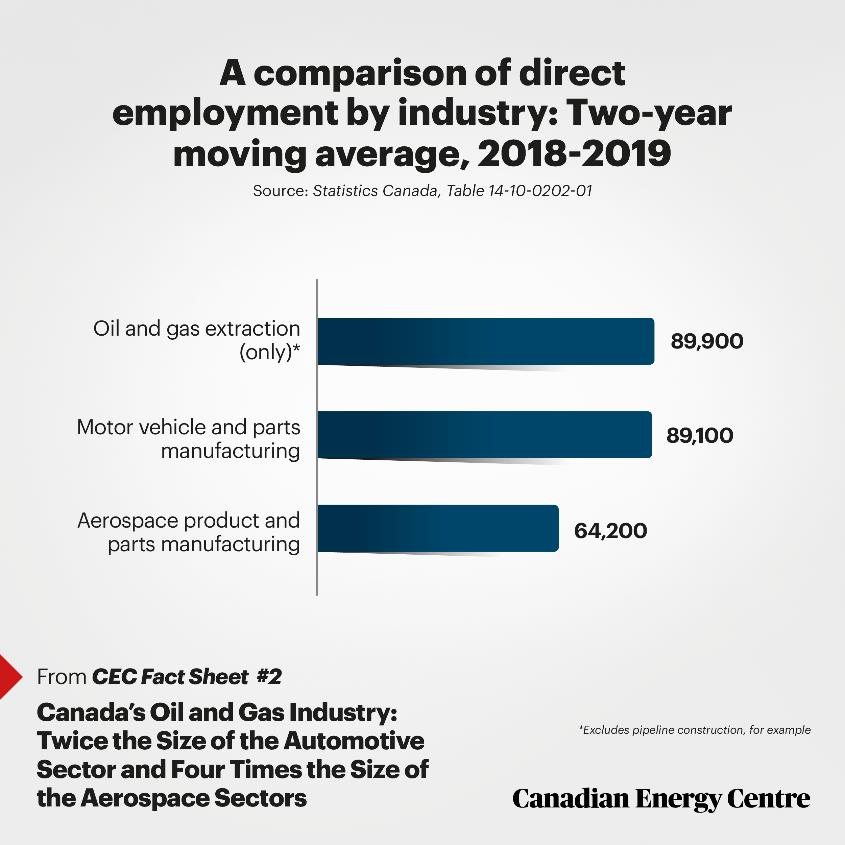 A comparison of direct
employment by industry: Two-year
moving average, 2018-2019
Source: Statistics Canada, Table 14-10-0202-01
Oil and gas extraction
(only)*
89,900
Motor vehicle and parts
manufacturing
89,100
Aerospace product and
parts manufacturing
64,200
From CEC Fact Sheet #2
Canada's Oil and Gas Industry:
Twice the Size of the Automotive
Sector and Four Times the Size of
the Aerospace Sectors
*Excludes pipeline construction, for example
Canadian Energy Centre